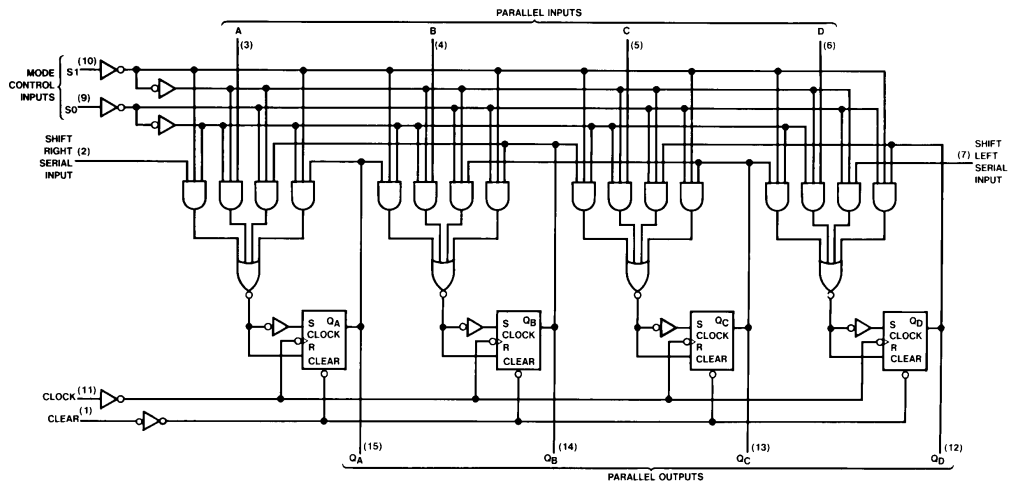 PARALLEL INPUTS
A B C D
(3) (4) (5) (6)
MODE
CONTROL
INPUTS
S1 (10)
S0 (9)
SHIFT
RIGHT (2)
SERIAL
INPUT
SHIFT
(7) LEFT
SERIAL
INPUT
S QA
CLOCK
R
CLEAR
S QB
CLOCK
R
CLEAR
S QC
CLOCK
R
CLEAR
S QD
CLOCK
R
CLEAR
CLOCK (11)
CLEAR (1)
(15) (14) (13) (12)
QA QB QC QD
PARALLEL OUTPUTS